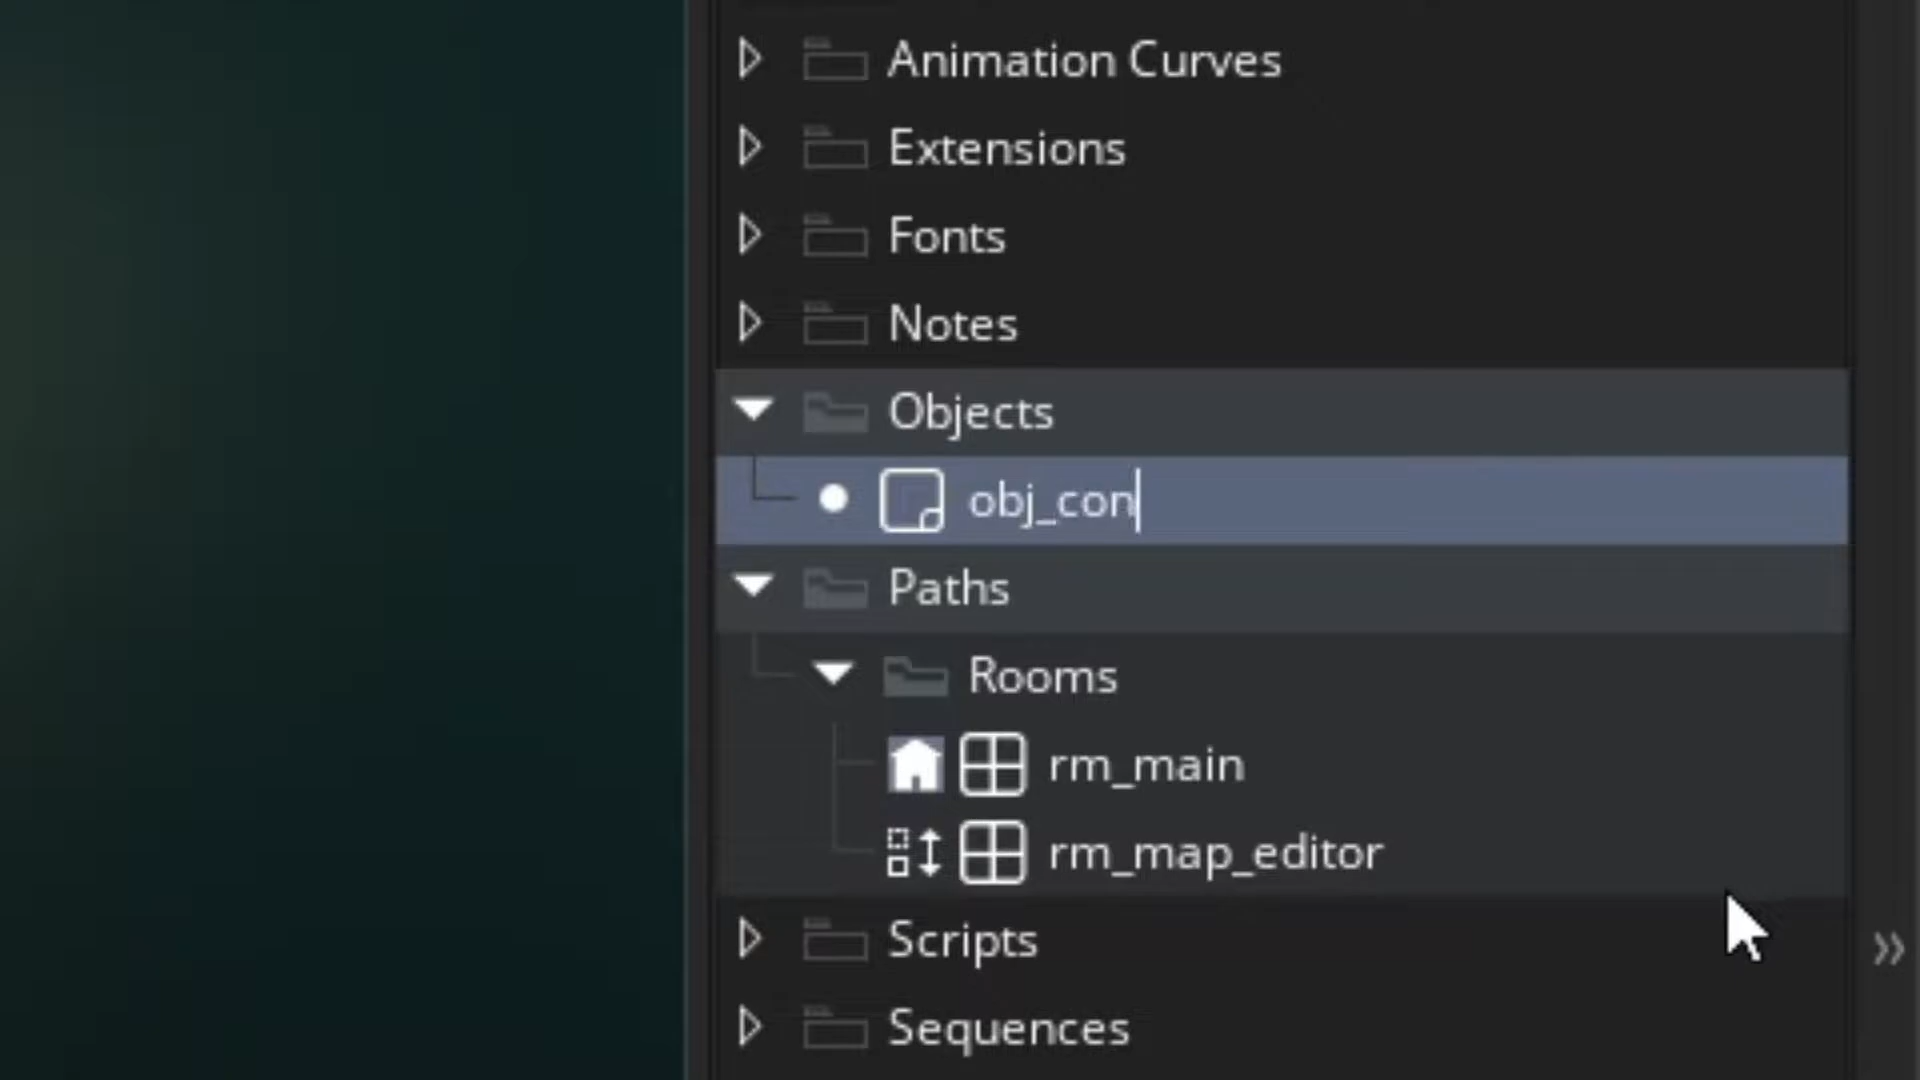 Animation Curves
Extensions
Fonts
Notes
Objects
obj_con
Paths
Rooms
rm_main
rm_map_editor
Scripts
Sequences